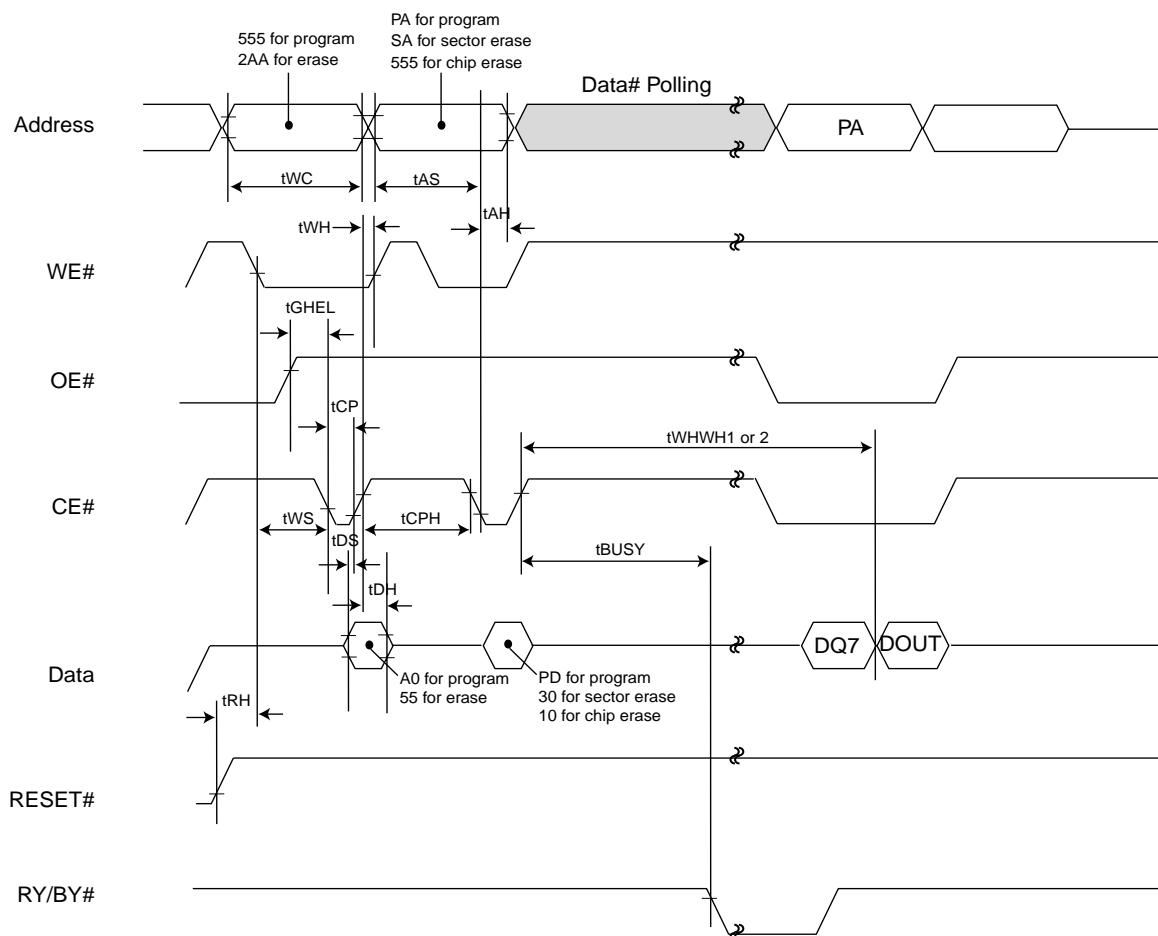 PA for program
SA for sector erase
555 for chip erase
555 for program
2AA for erase
Data# Polling
Address
PA
tWC
tAS
tAH
tWH
WE#
tGHEL
OE#
tCP
tWHWH1 or 2
CE#
tWS
tCPH
tDS
tBUSY
tDH
Data
DQ7
DOUT
A0 for program
55 for erase
PD for program
30 for sector erase
10 for chip erase
tRH
RESET#
RY/BY#